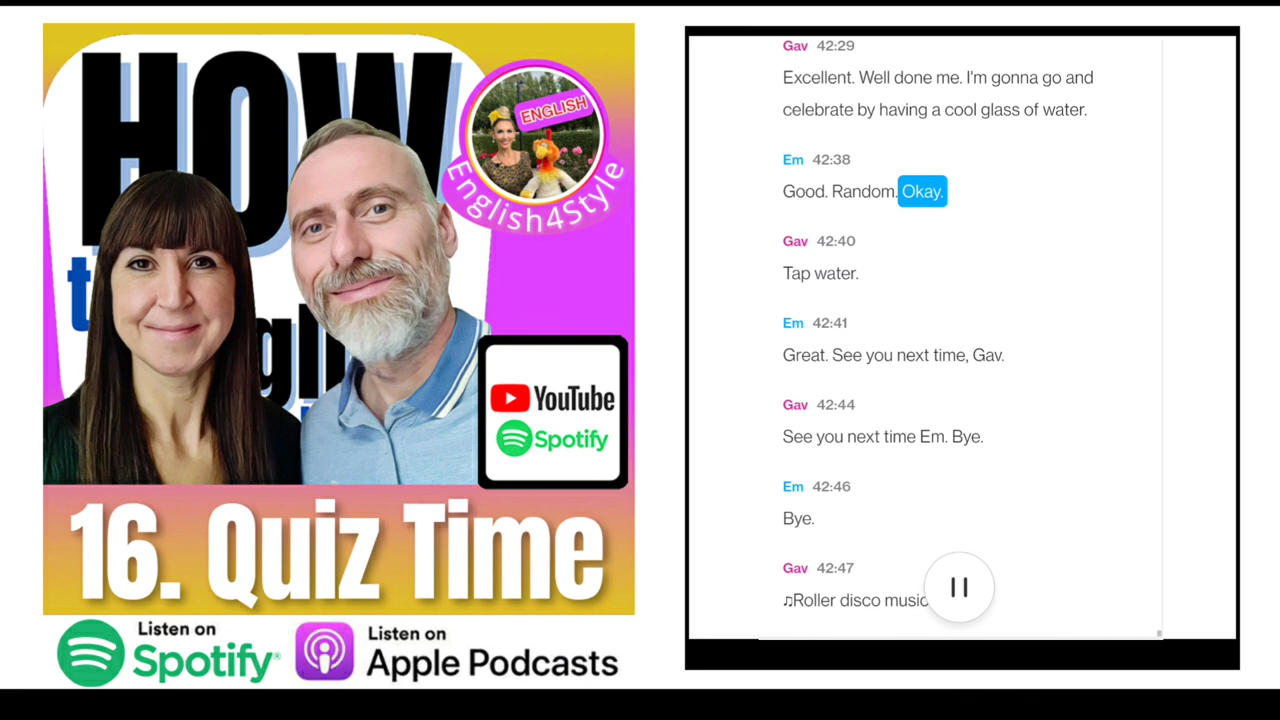 HOW
t
gl
ENGLISH
English4Style
YouTube
Spotify
16. Quiz Time
Listen on
Spotify
Listen on
Apple Podcasts
Gav 42:29
Excellent. Well done me. I'm gonna go and
celebrate by having a cool glass of water.
Em 42:38
Good. Random. Okay.
Gav 42:40
Tap water.
Em 42:41
Great. See you next time, Gav.
Gav 42:44
See you next time Em. Bye.
Em 42:46
Bye.
Gav 42:47
♫Roller disco music